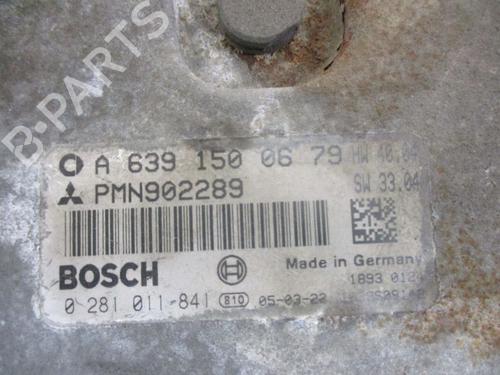 B-PARTS
A 639 150 06 79 HW 40.04
PMN902289 SW 33.04
BOSCH
Made in Germany
0 281 011 841 810 05-03-22
1893